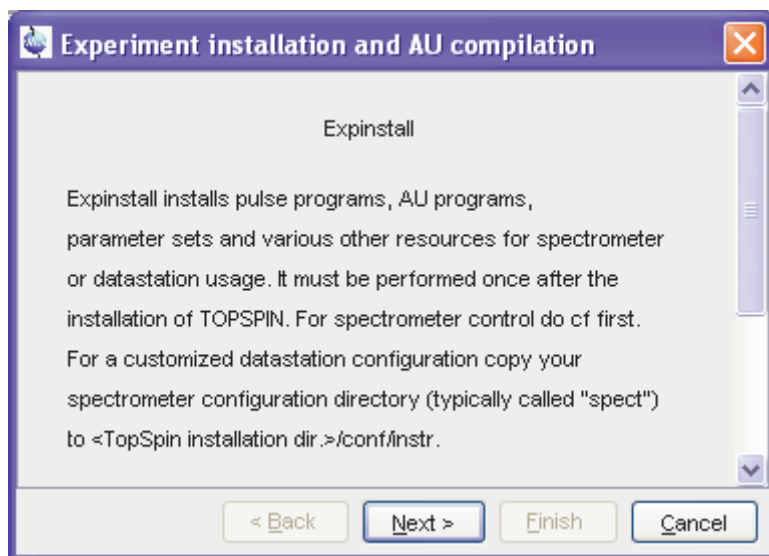 Experiment installation and AU compilation
Expinstall
Expinstall installs pulse programs, AU programs,
parameter sets and various other resources for spectrometer
or datastation usage. It must be performed once after the
installation of TOPSPIN. For spectrometer control do cf first.
For a customized datastation configuration copy your
spectrometer configuration directory (typically called "spect")
to <TopSpin installation dir.>/conf/instr.
< Back Next > Finish Cancel